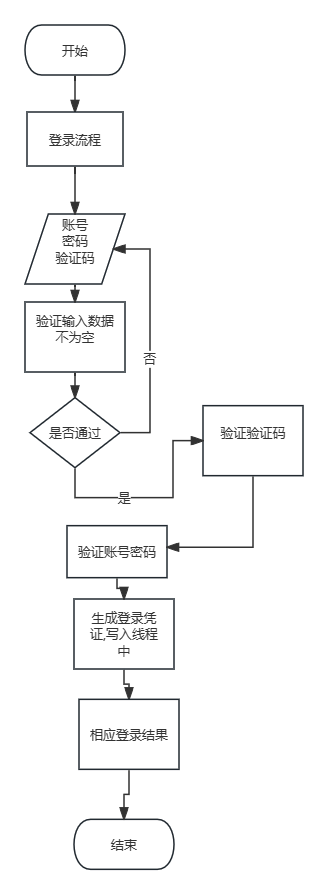 开始
登录流程
账号
密码
验证码
验证输入数据
不为空
否
是否通过
验证验证码
是
验证账号密码
生成登录凭
证,写入线程
中
相应登录结果
结束